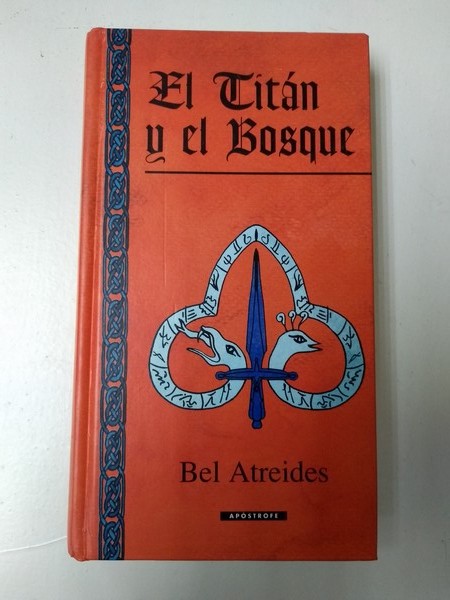 El Titán
y el Bosque
Bel Atreides
APÓSTROFE